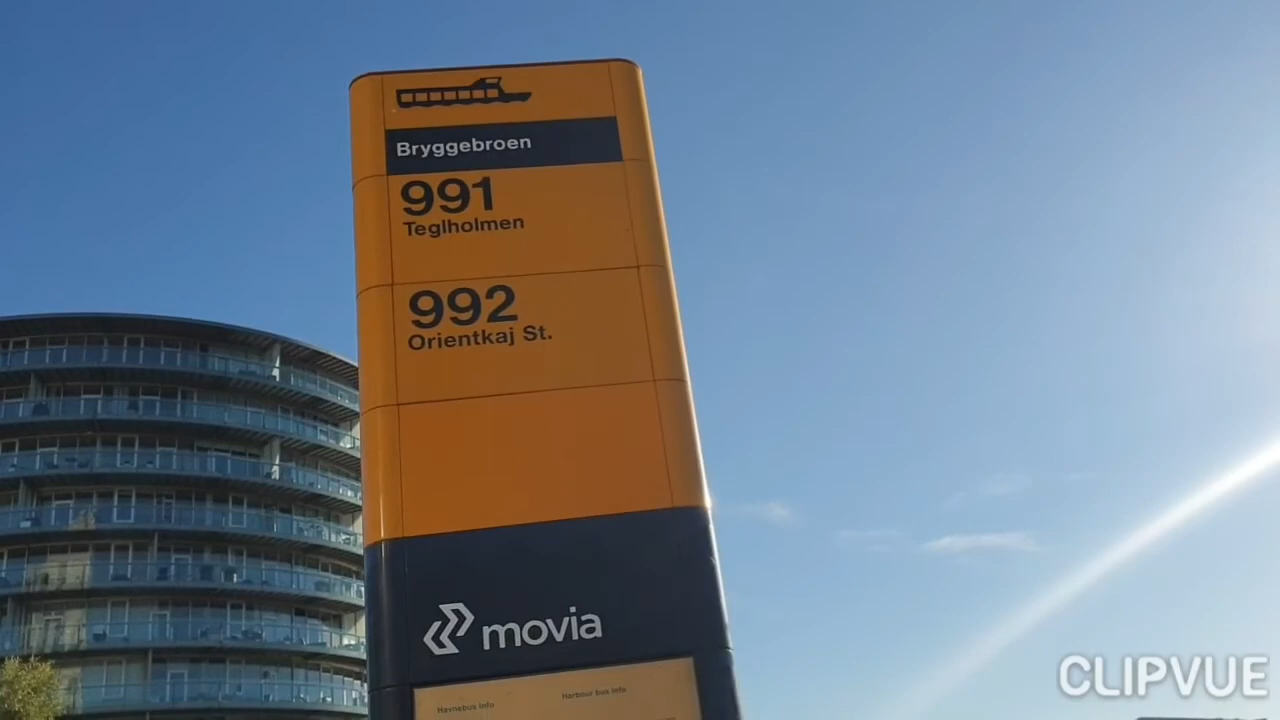 Bryggebroen
991
Teglholmen
992
Orientkaj St.
movia
Havnebus info
Harbour bus info
CLIPVUE